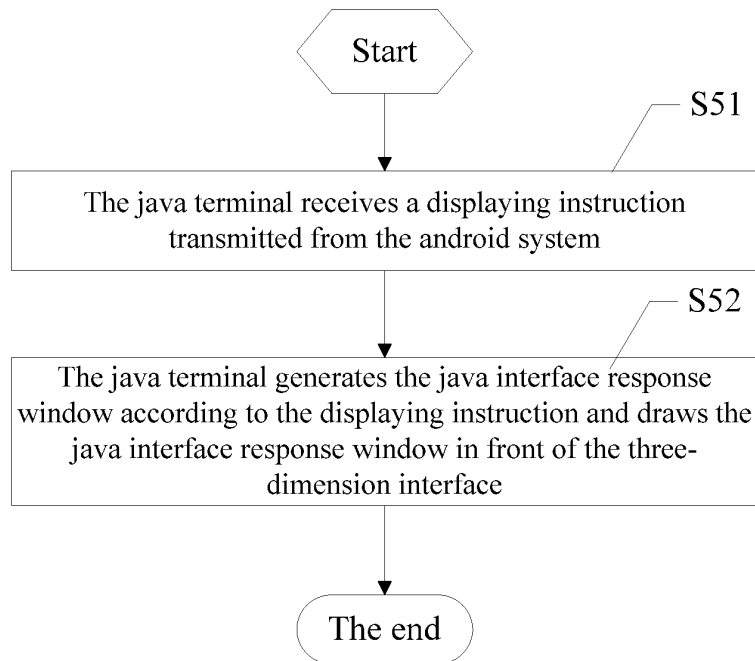 Start
S51
The java terminal receives a displaying instruction
transmitted from the android system
S52
The java terminal generates the java interface response
window according to the displaying instruction and draws the
java interface response window in front of the three-
dimension interface
The end